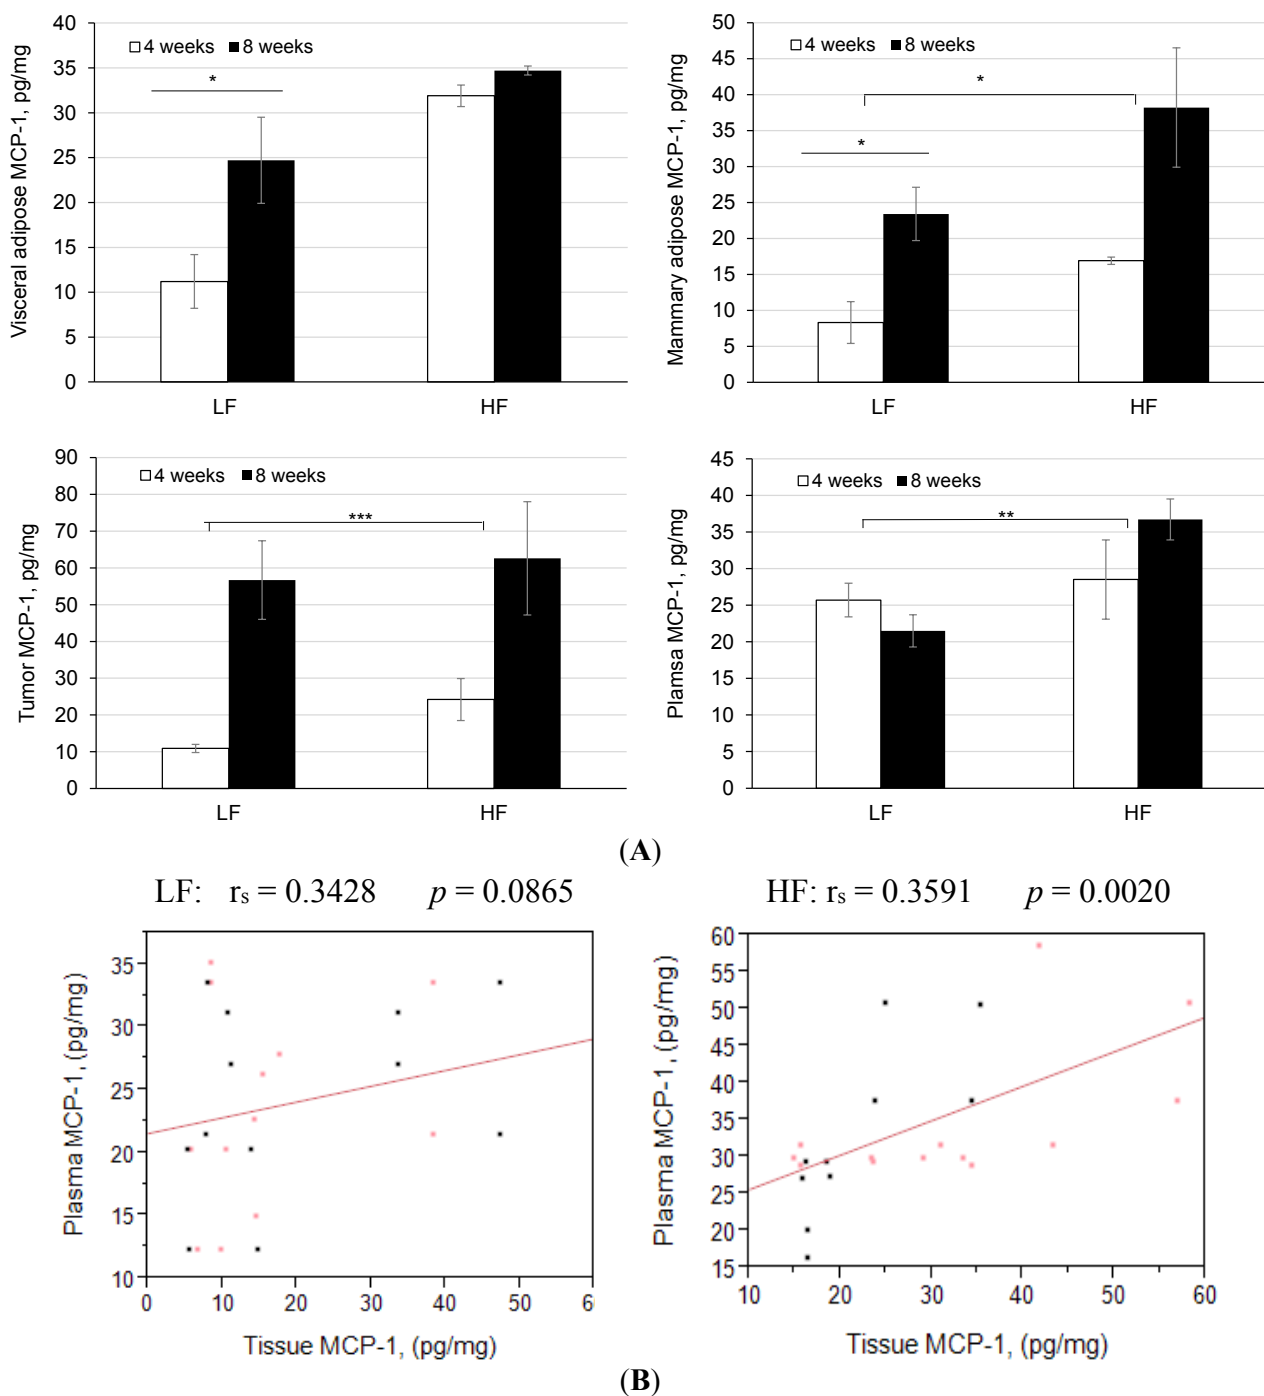 40
35
30
25
20
15
10
5
0
Visceral adipose MCP-1, pg/mg
4 weeks 8 weeks
*
LF HF
50
45
40
35
30
25
20
15
10
5
0
Mammary adipose MCP-1, pg/mg
4 weeks 8 weeks
*
*
LF HF
90
80
70
60
50
40
30
20
10
0
Tumor MCP-1, pg/mg
4 weeks 8 weeks
***
LF HF
45
40
35
30
25
20
15
10
5
0
Plamsa MCP-1, pg/mg
4 weeks 8 weeks
**
LF HF
(A)
LF: rs = 0.3428 p = 0.0865
35
30
25
20
15
10
Plasma MCP-1, (pg/mg)
0 10 20 30 40 50 6
Tissue MCP-1, (pg/mg)
HF: rs = 0.3591 p = 0.0020
60
55
50
45
40
35
30
25
20
15
Plasma MCP-1, (pg/mg)
10 20 30 40 50 60
Tissue MCP-1, (pg/mg)
(B)